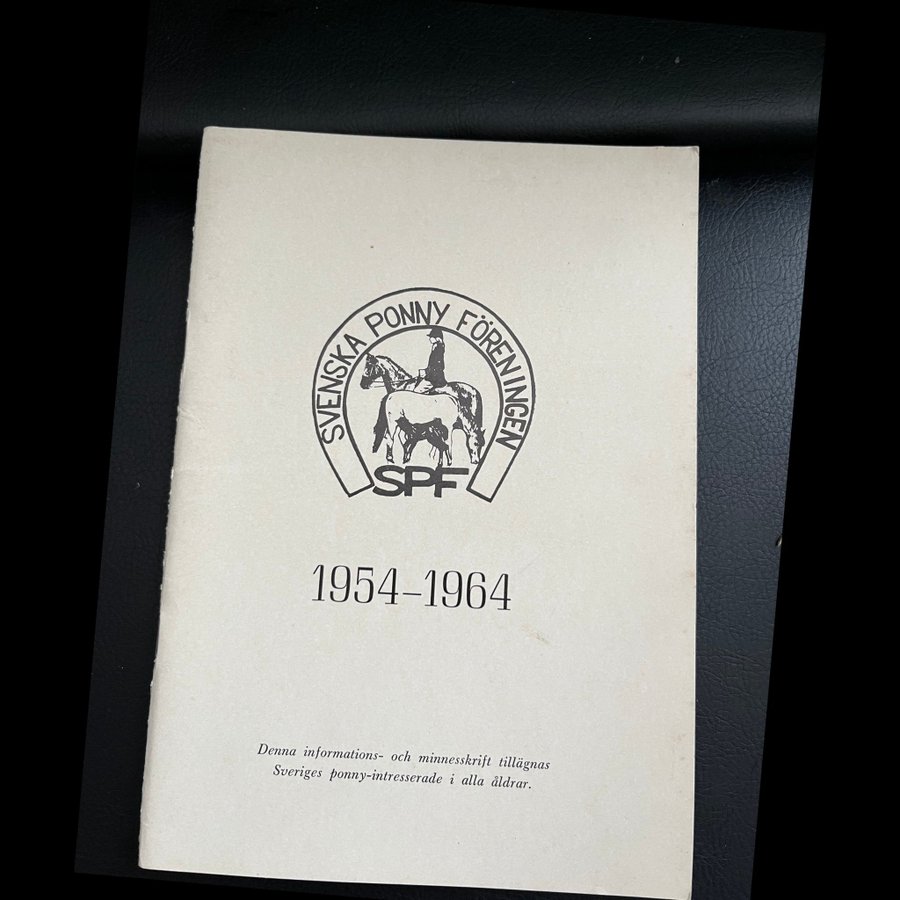 SVENSKA PONNY FÖRENINGEN
SPF
1954–1964
Denna informations- och minnesskrift tillägnas
Sveriges ponny-intresserade i alla åldrar.